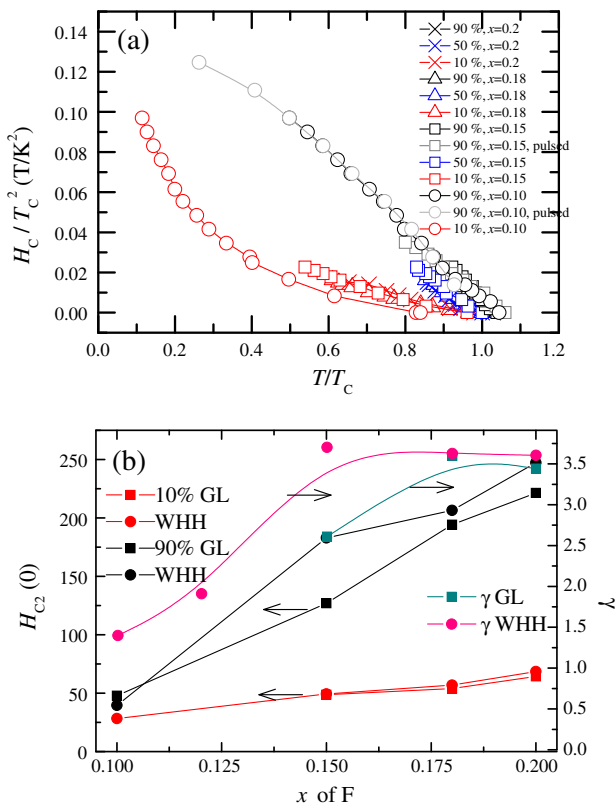 (a)
90 %, x=0.2
50 %, x=0.2
10 %, x=0.2
90 %, x=0.18
50 %, x=0.18
10 %, x=0.18
90 %, x=0.15
90 %, x=0.15, pulsed
50 %, x=0.15
10 %, x=0.15
90 %, x=0.10
90 %, x=0.10, pulsed
10 %, x=0.10
0.14
0.12
0.10
0.08
0.06
0.04
0.02
0.00
H_C / T_C^2 (T/K^2)
0.0 0.2 0.4 0.6 0.8 1.0 1.2
T/T_C
(b)
10% GL
WHH
90% GL
WHH
γ GL
γ WHH
250
200
150
100
50
0
H_C2 (0)
3.5
3.0
2.5
2.0
1.5
1.0
0.5
0.0
γ
0.100 0.125 0.150 0.175 0.200
x of F